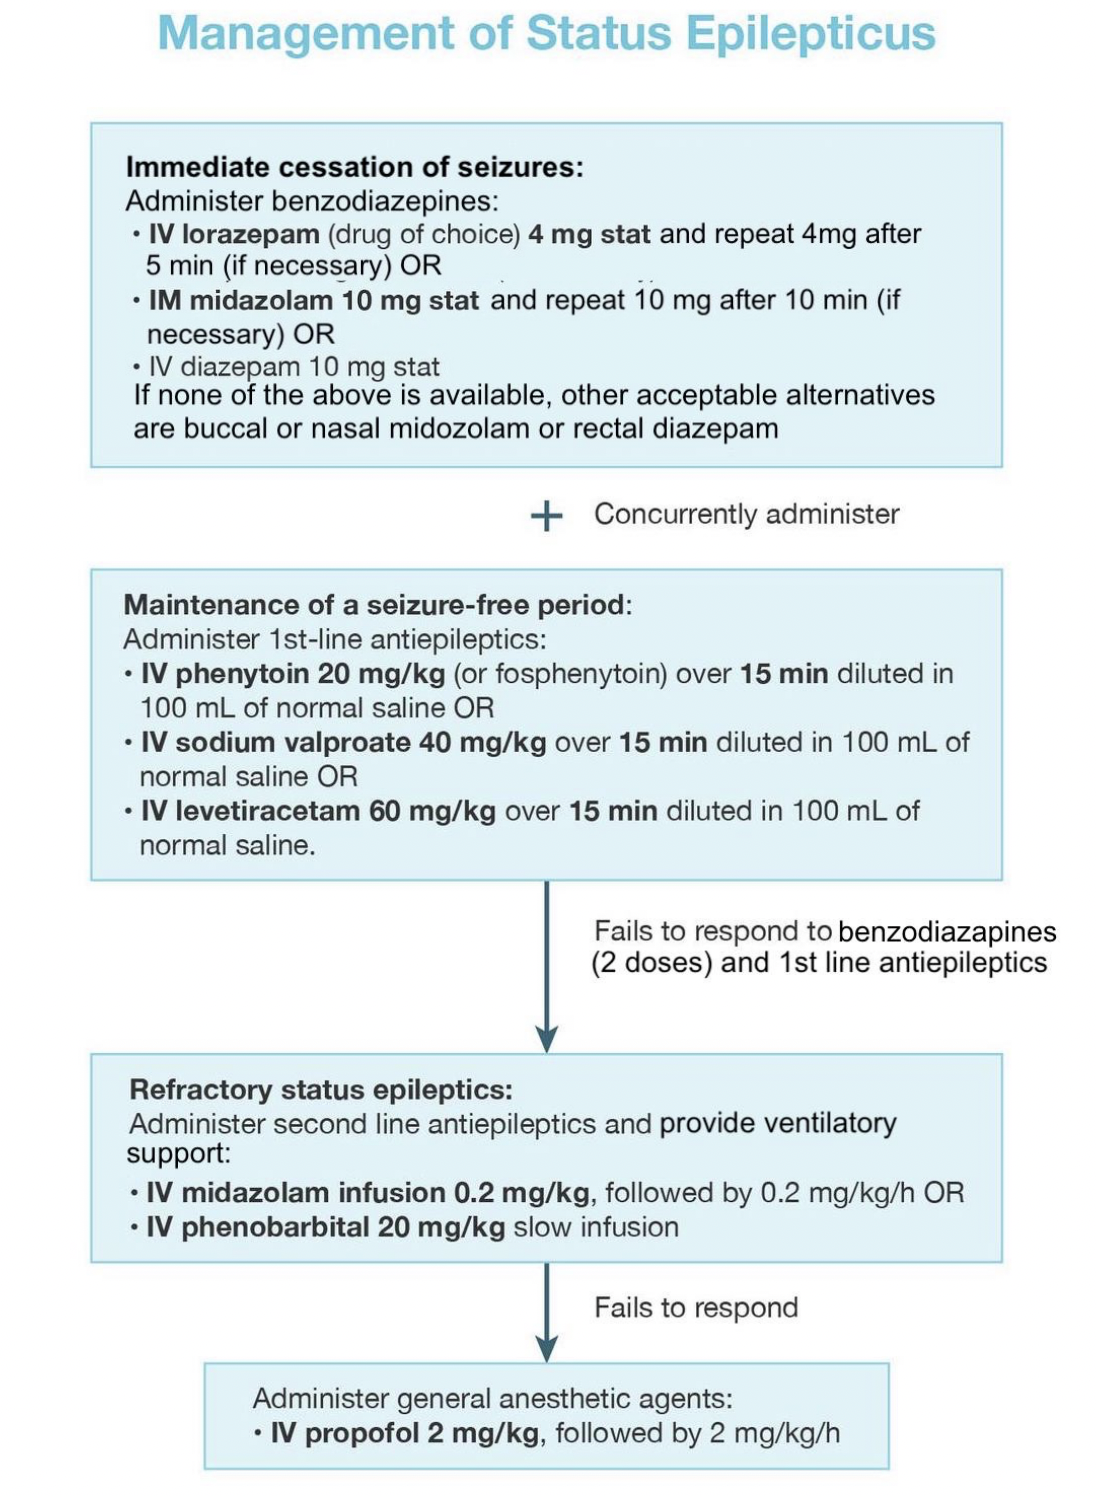 Management of Status Epilepticus
Immediate cessation of seizures:
Administer benzodiazepines:
• IV lorazepam (drug of choice) 4 mg stat and repeat 4mg after
5 min (if necessary) OR
• IM midazolam 10 mg stat and repeat 10 mg after 10 min (if
necessary) OR
• IV diazepam 10 mg stat
If none of the above is available, other acceptable alternatives
are buccal or nasal midozolam or rectal diazepam
+ Concurrently administer
Maintenance of a seizure-free period:
Administer 1st-line antiepileptics:
• IV phenytoin 20 mg/kg (or fosphenytoin) over 15 min diluted in
100 mL of normal saline OR
• IV sodium valproate 40 mg/kg over 15 min diluted in 100 mL of
normal saline OR
• IV levetiracetam 60 mg/kg over 15 min diluted in 100 mL of
normal saline.
Fails to respond to benzodiazapines
(2 doses) and 1st line antiepileptics
Refractory status epileptics:
Administer second line antiepileptics and provide ventilatory
support:
• IV midazolam infusion 0.2 mg/kg, followed by 0.2 mg/kg/h OR
• IV phenobarbital 20 mg/kg slow infusion
Fails to respond
Administer general anesthetic agents:
• IV propofol 2 mg/kg, followed by 2 mg/kg/h